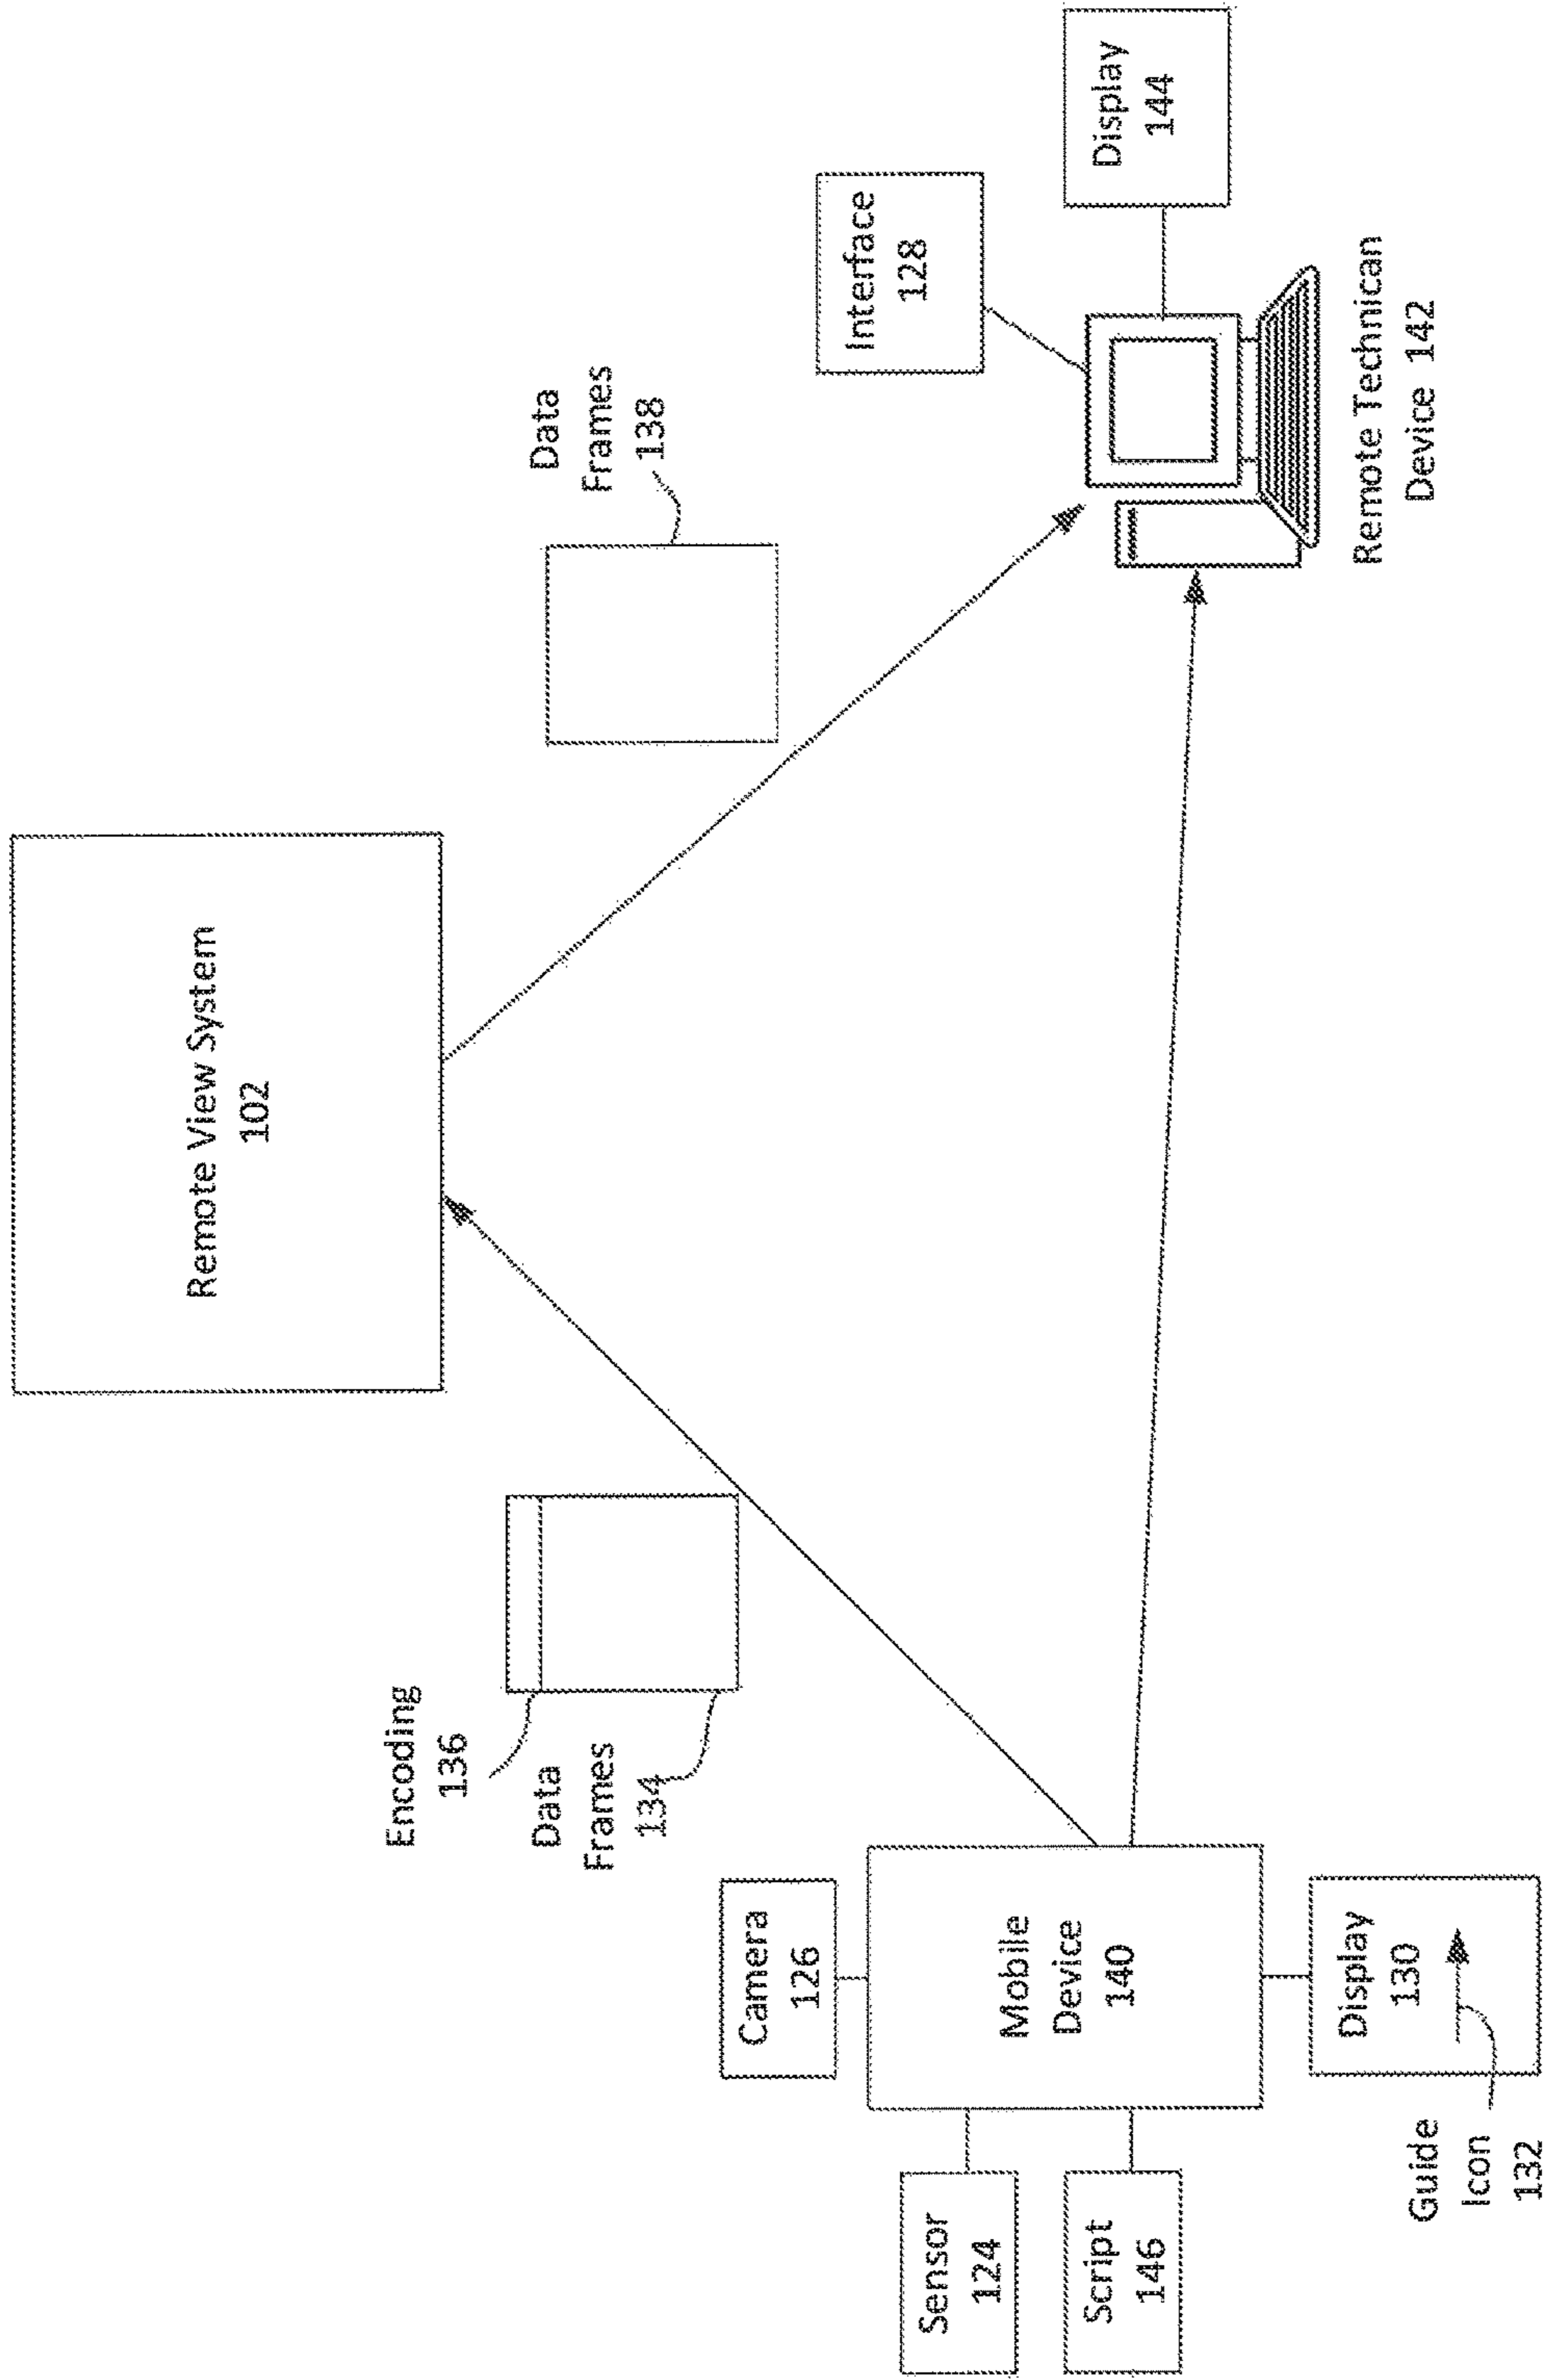 Remote View System
102
Encoding
136
Data
Frames
134
Data
Frames
138
Camera
126
Sensor
124
Mobile
Device
140
Script
146
Display
130
Guide
Icon
132
Interface
128
Display
144
Remote Technican
Device 142